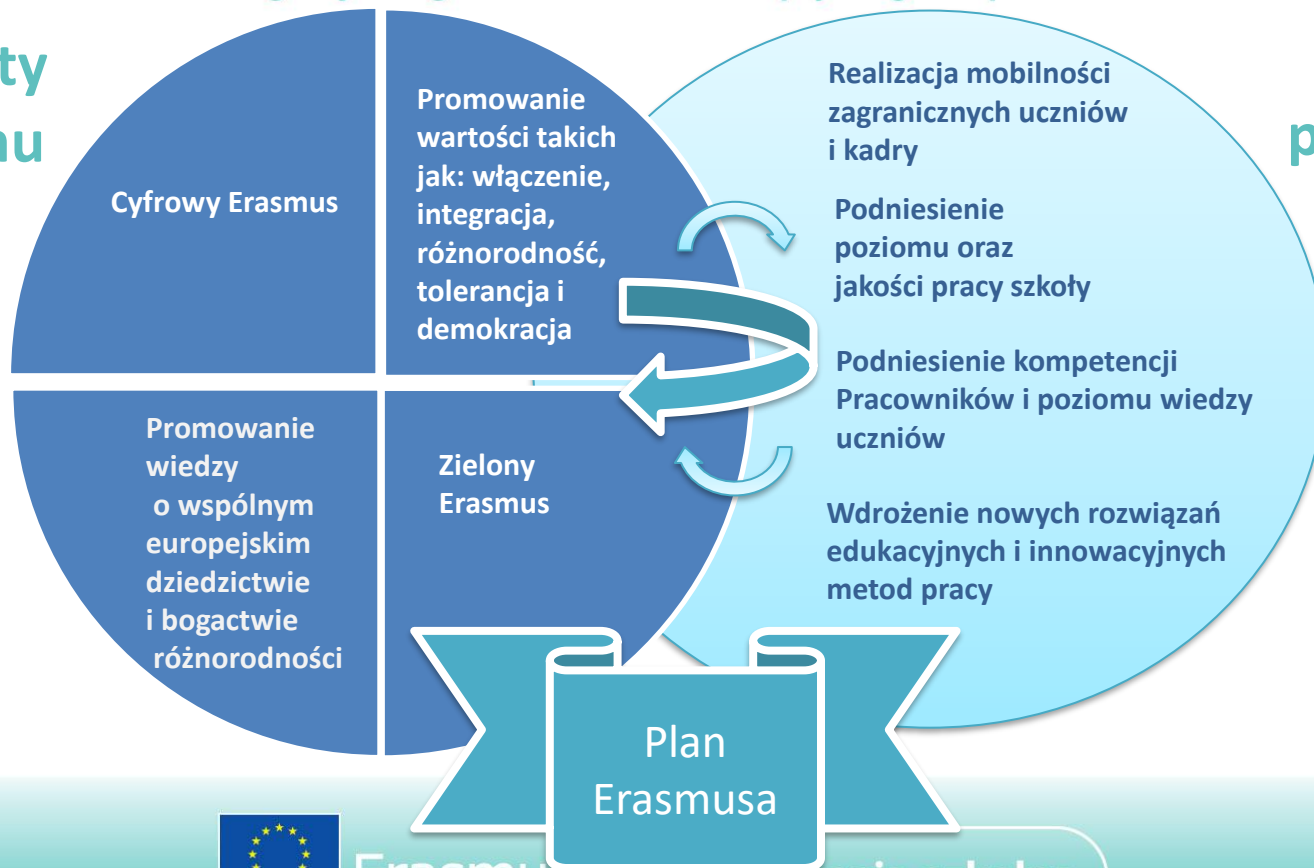 Cyfrowy Erasmus
Promowanie
wartości takich
jak: włączenie,
integracja,
różnorodność,
tolerancja i
demokracja
Promowanie
wiedzy
o wspólnym
europejskim
dziedzictwie
i bogactwie
różnorodności
Zielony
Erasmus
Realizacja mobilności
zagranicznych uczniów
i kadry
Podniesienie
poziomu oraz
jakości pracy szkoły
Podniesienie kompetencji
Pracowników i poziomu wiedzy
uczniów
Wdrożenie nowych rozwiązań
edukacyjnych i innowacyjnych
metod pracy
Plan
Erasmusa